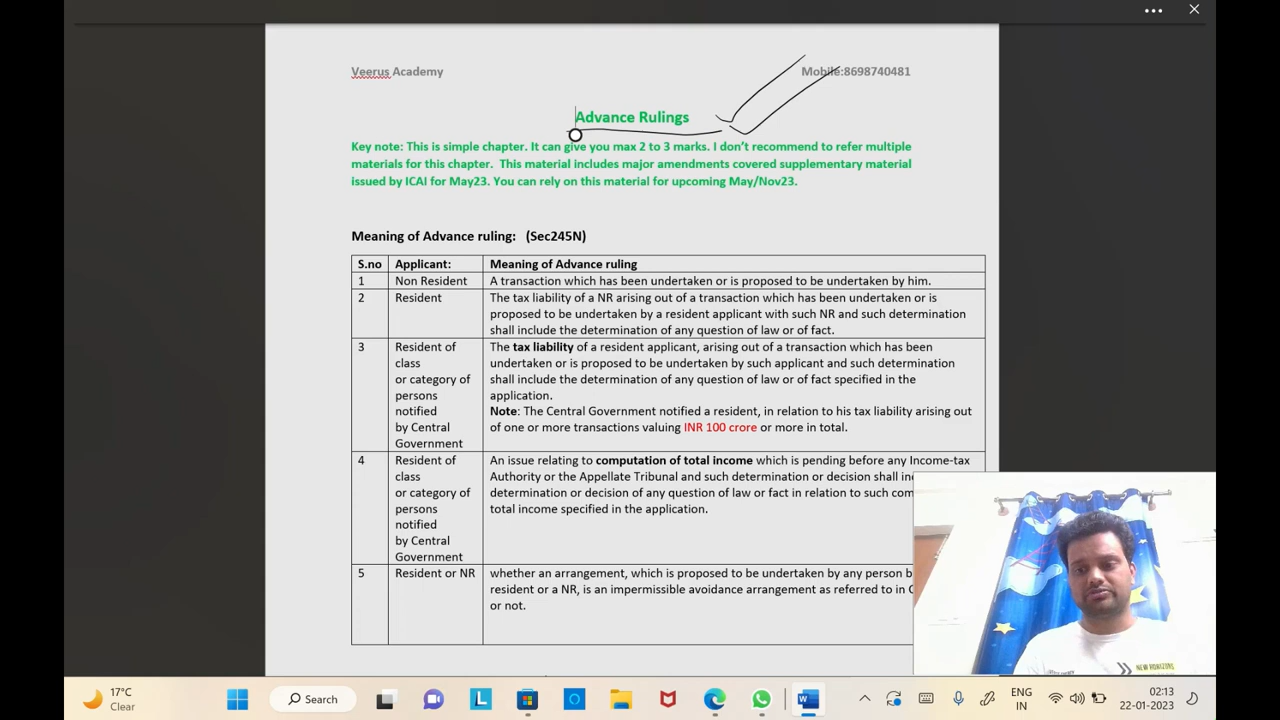 Veerus Academy
Mobile:8698740481
Advance Rulings
Key note: This is simple chapter. It can give you max 2 to 3 marks. I don't recommend to refer multiple
materials for this chapter. This material includes major amendments covered supplementary material
issued by ICAI for May23. You can rely on this material for upcoming May/Nov23.
Meaning of Advance ruling: (Sec245N)
S.no Applicant: Meaning of Advance ruling
1 Non Resident A transaction which has been undertaken or is proposed to be undertaken by him.
2 Resident The tax liability of a NR arising out of a transaction which has been undertaken or is
proposed to be undertaken by a resident applicant with such NR and such determination
shall include the determination of any question of law or of fact.
3 Resident of The tax liability of a resident applicant, arising out of a transaction which has been
class undertaken or is proposed to be undertaken by such applicant and such determination
or category of shall include the determination of any question of law or of fact specified in the
persons application.
notified Note: The Central Government notified a resident, in relation to his tax liability arising out
by Central of one or more transactions valuing INR 100 crore or more in total.
Government
4 Resident of An issue relating to computation of total income which is pending before any Income-tax
class Authority or the Appellate Tribunal and such determination or decision shall
or category of determination or decision of any question of law or fact in relation to such
persons total income specified in the application.
notified
by Central
Government
5 Resident or NR whether an arrangement, which is proposed to be undertaken by any person
resident or a NR, is an impermissible avoidance arrangement as referred to in
or not.
NEW HORIZONS
17°C
Clear
Search
ENG
IN
02:13
22-01-2023